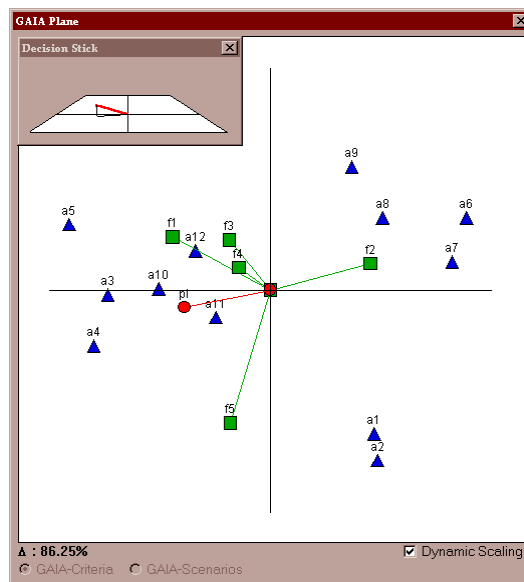 GAIA Plane
Decision Stick
a9
a8
a6
a5
f1
f3
a12
f4
f2
a7
a10
a3
pi
a11
a4
f5
a1
a2
Δ : 86.25%
Dynamic Scaling
GAIA-Criteria
GAIA-Scenarios